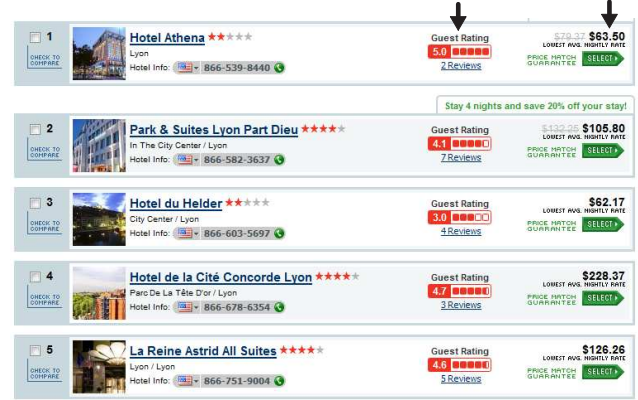 1
Hotel Athena
Guest Rating
$79.37 $63.50
LOWEST AVG. NIGHTLY RATE
Lyon
5.0
CHECK TO
COMPARE
PRICE MATCH
GUARANTEE
SELECT
Hotel Info: 866-539-8440
2 Reviews
Stay 4 nights and save 20% off your stay!
2
Park & Suites Lyon Part Dieu
Guest Rating
$132.25 $105.80
LOWEST AVG. NIGHTLY RATE
In The City Center / Lyon
4.1
CHECK TO
COMPARE
PRICE MATCH
GUARANTEE
SELECT
Hotel Info: 866-582-3637
7 Reviews
3
Hotel du Helder
Guest Rating
$62.17
LOWEST AVG. NIGHTLY RATE
City Center / Lyon
3.0
CHECK TO
COMPARE
PRICE MATCH
GUARANTEE
SELECT
Hotel Info: 866-603-5697
4 Reviews
4
Hotel de la Cité Concorde Lyon
Guest Rating
$228.37
LOWEST AVG. NIGHTLY RATE
Parc De La Tête D'or / Lyon
4.7
CHECK TO
COMPARE
PRICE MATCH
GUARANTEE
SELECT
Hotel Info: 866-678-6354
3 Reviews
5
La Reine Astrid All Suites
Guest Rating
$126.26
LOWEST AVG. NIGHTLY RATE
Lyon / Lyon
4.6
CHECK TO
COMPARE
PRICE MATCH
GUARANTEE
SELECT
Hotel Info: 866-751-9004
5 Reviews